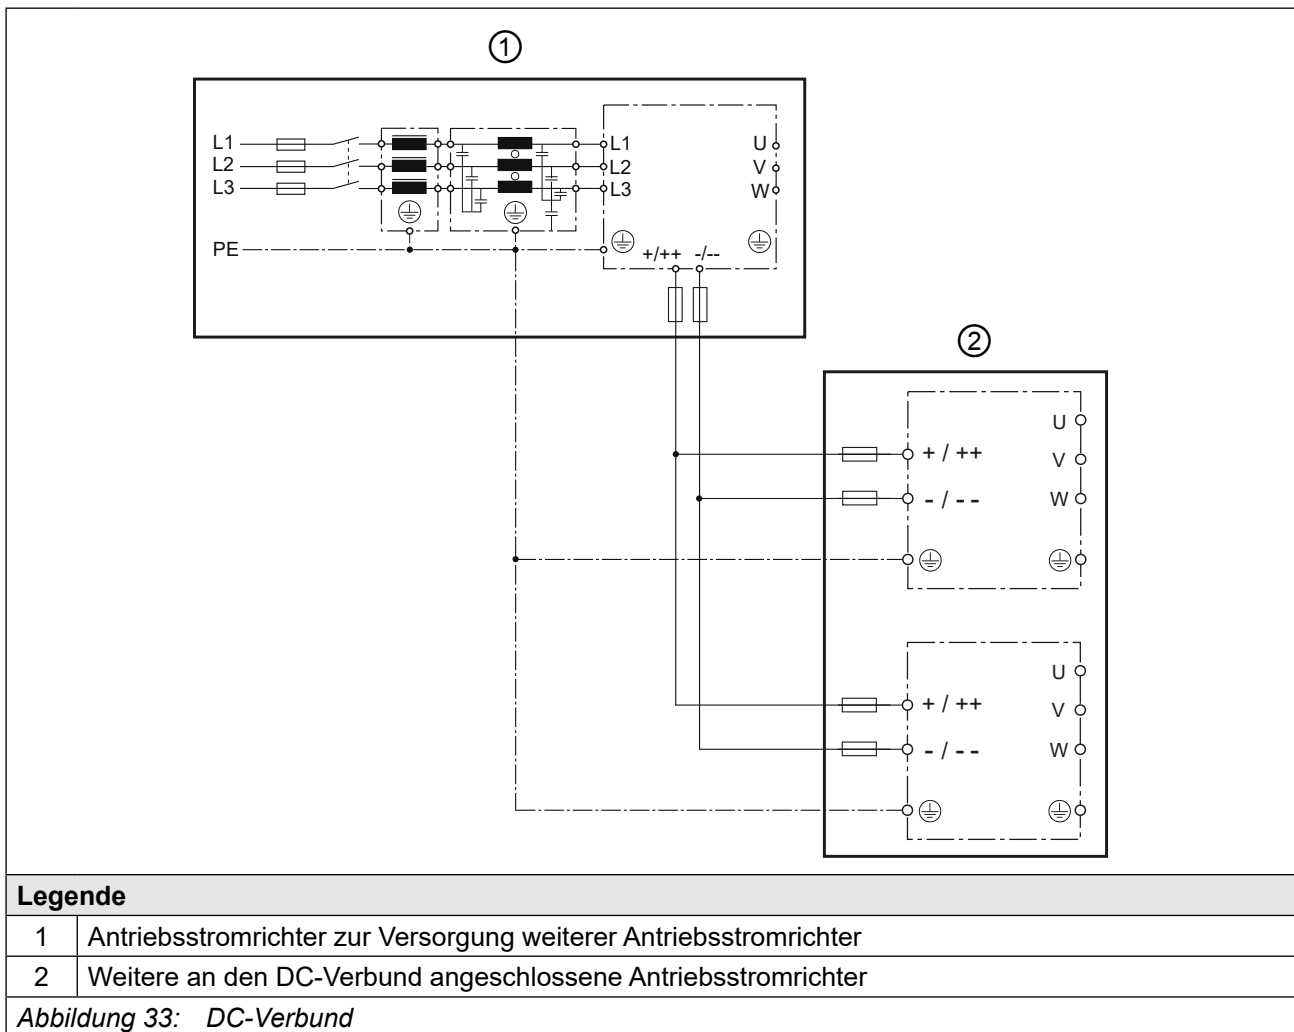 ①
L1
L2
L3
PE
L1
L2
L3
U
V
W
+/++ -/--
②
U
V
W
+ / ++
- / - -
U
V
W
+ / ++
- / - -
Legende
1 Antriebsstromrichter zur Versorgung weiterer Antriebsstromrichter
2 Weitere an den DC-Verbund angeschlossene Antriebsstromrichter
Abbildung 33: DC-Verbund